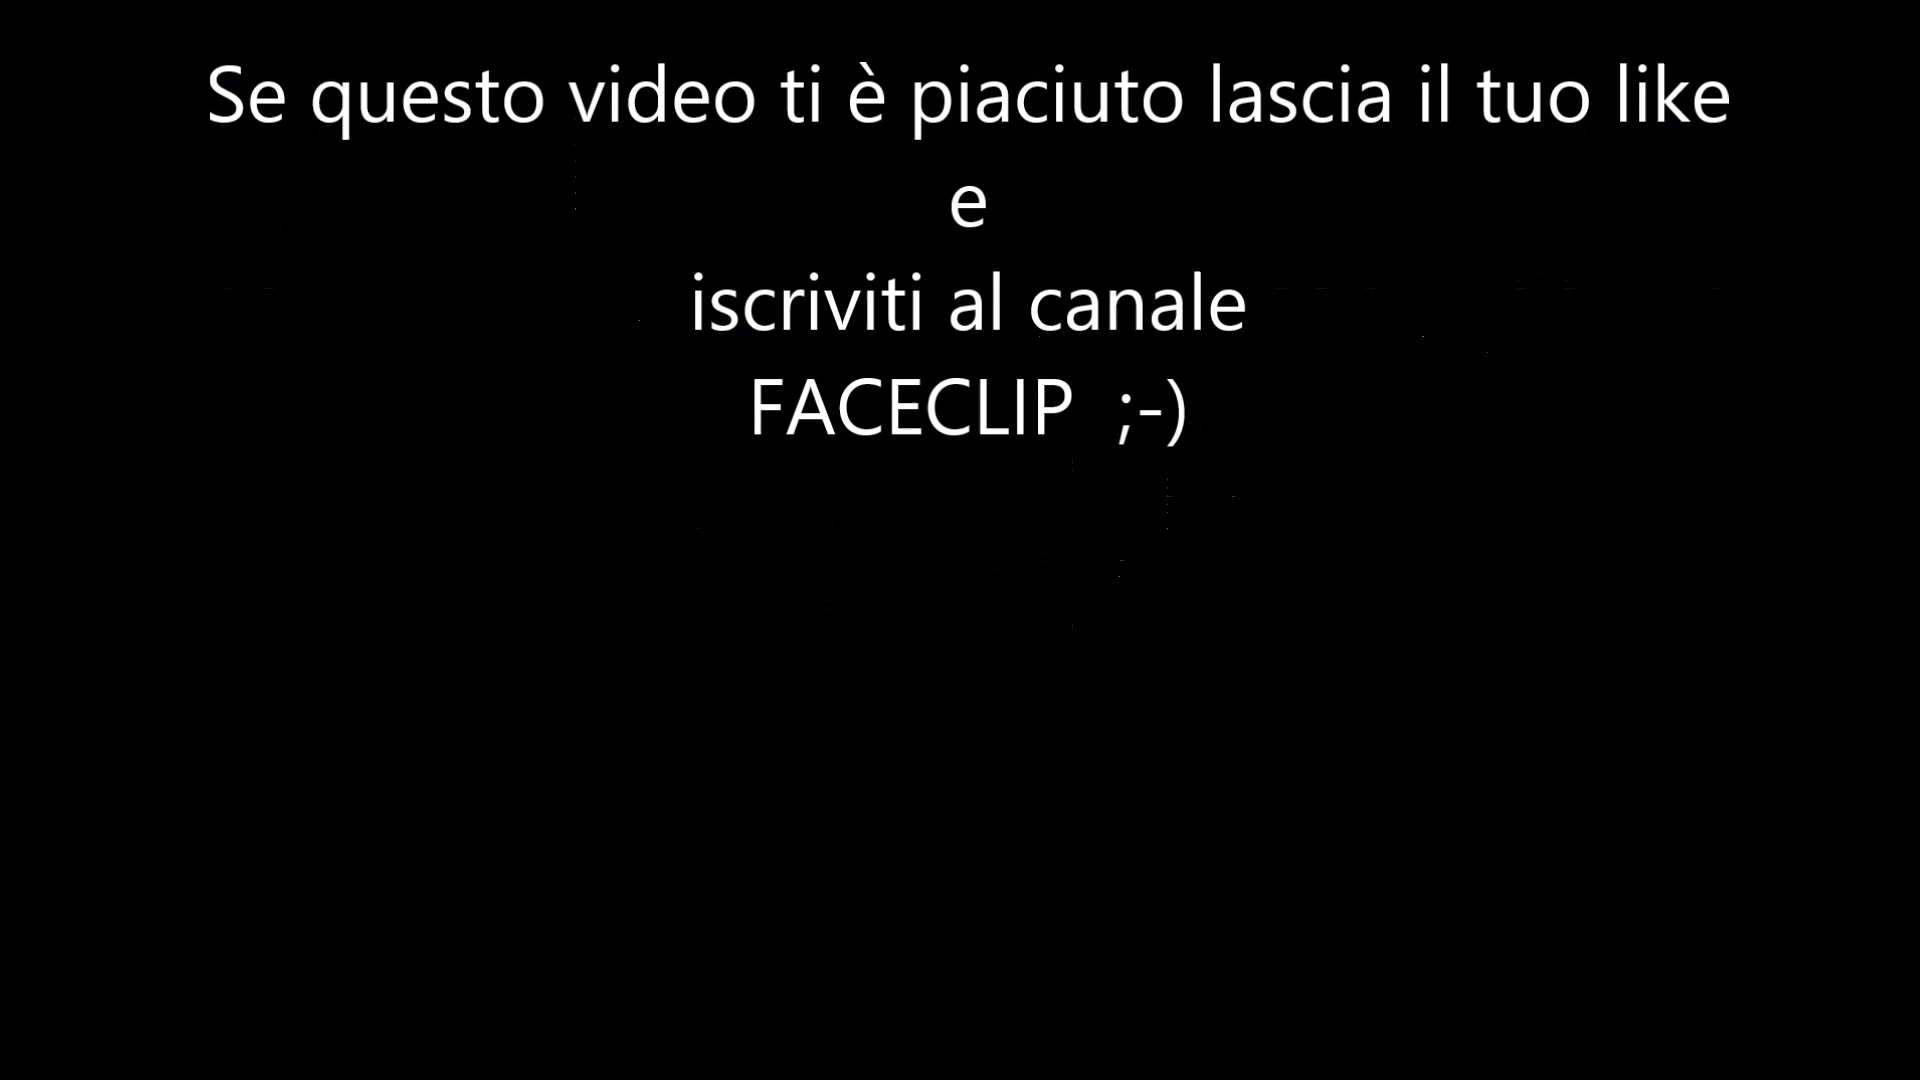 Se questo video ti è piaciuto lascia il tuo like
e
iscriviti al canale
FACECLIP  ;-)